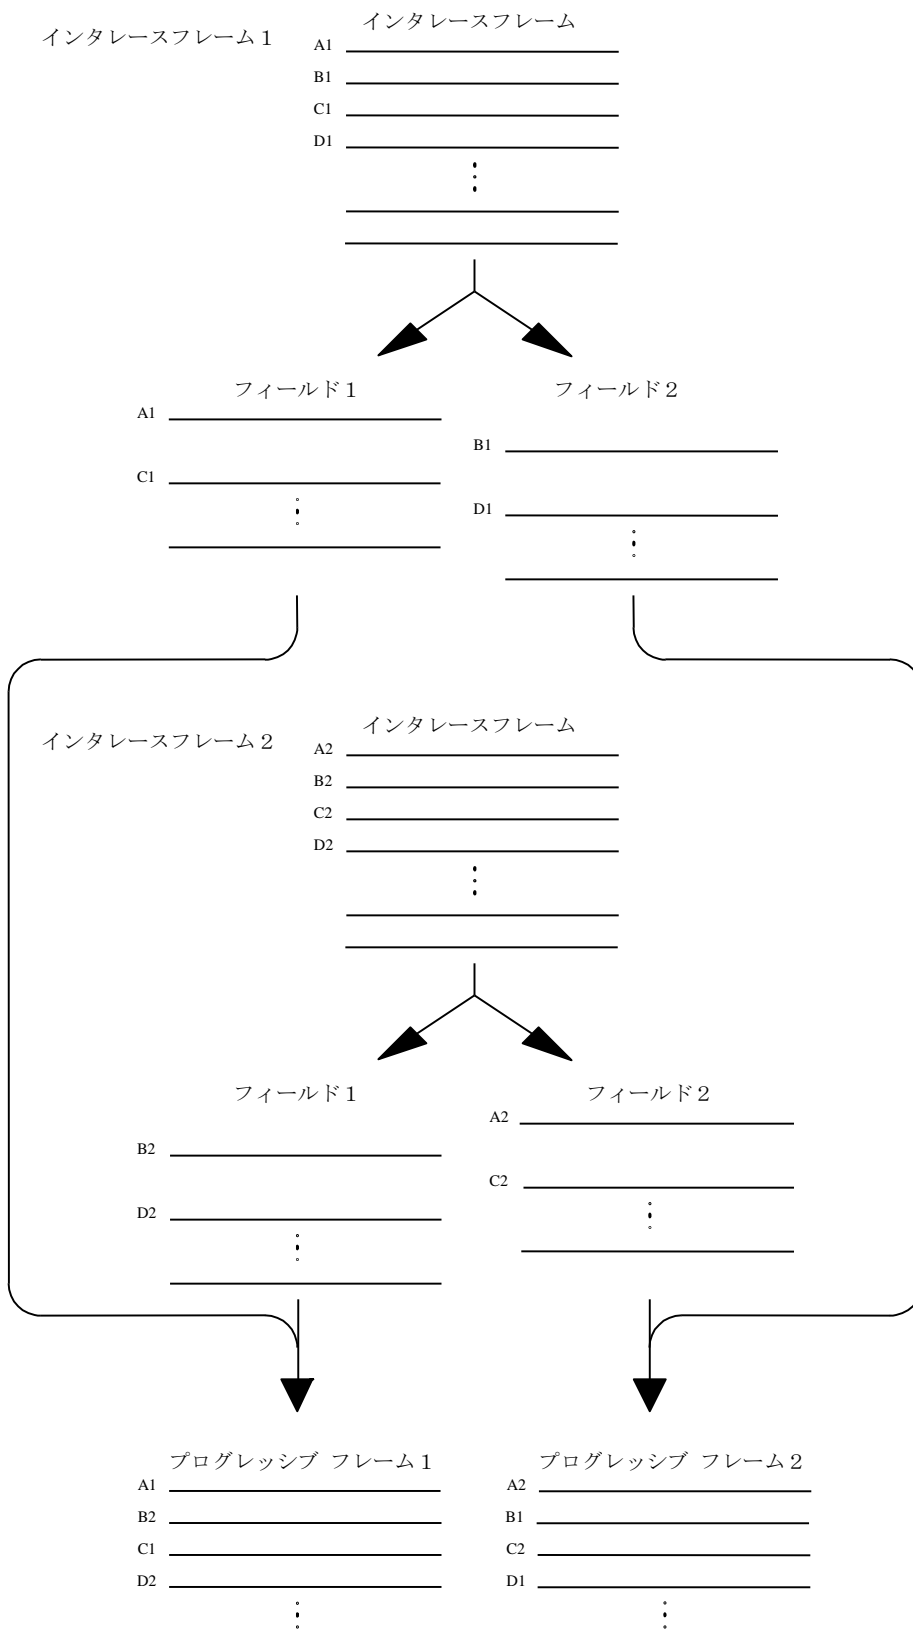 インタレースフレーム
インタレースフレーム１
A1
B1
C1
D1
フィールド１
フィールド２
A1
B1
C1
D1
インタレースフレーム
インタレースフレーム２
A2
B2
C2
D2
フィールド１
フィールド２
A2
B2
C2
D2
プログレッシブ フレーム１
プログレッシブ フレーム２
A1
A2
B2
B1
C1
C2
D2
D1